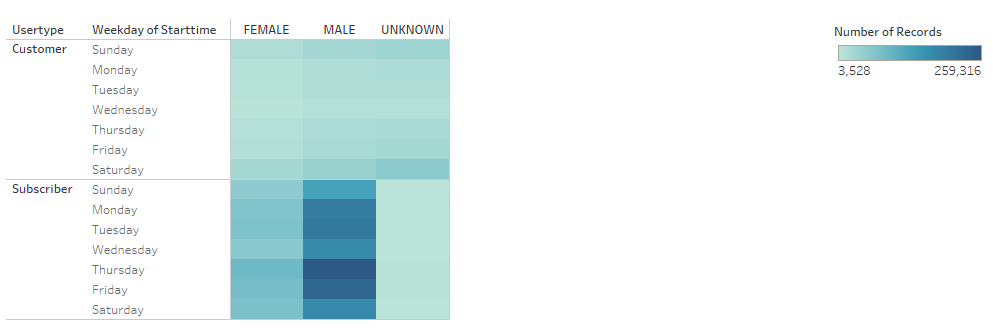 Usertype Weekday of Starttime FEMALE MALE UNKNOWN
Customer Sunday
Monday
Tuesday
Wednesday
Thursday
Friday
Saturday
Subscriber Sunday
Monday
Tuesday
Wednesday
Thursday
Friday
Saturday
Number of Records
3,528 259,316